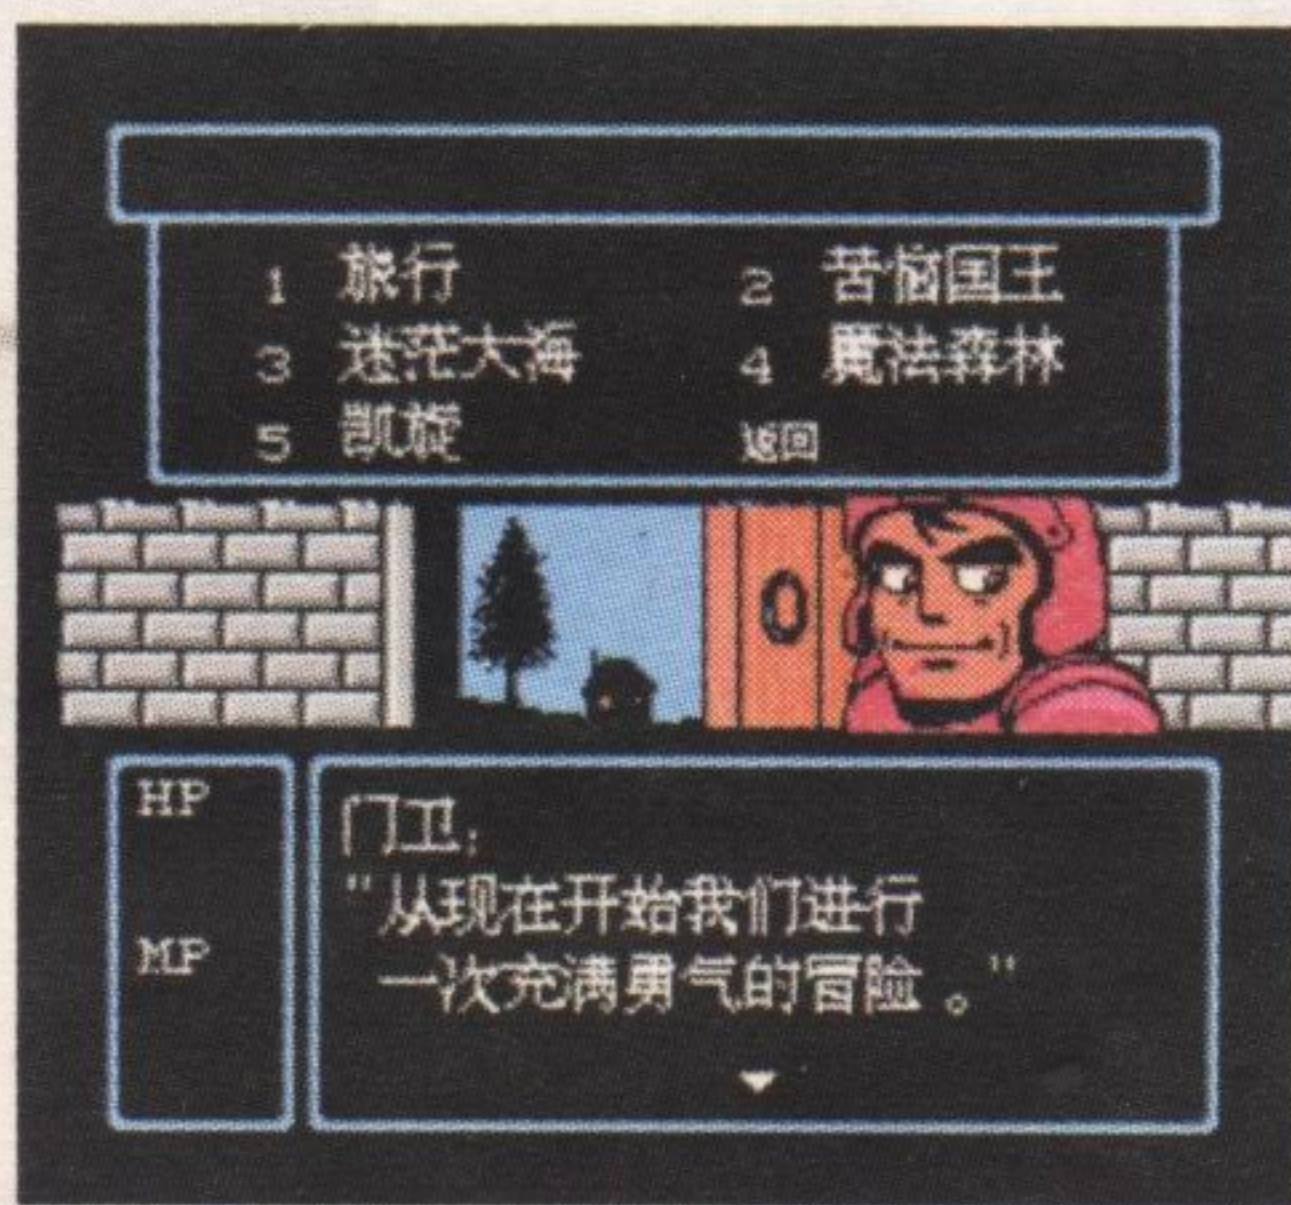 1 旅行 2 苦恼国王
3 迷茫大海 4 魔法森林
5 凯旋 返回
HP
MP
门卫:
"从现在开始我们进行
一次充满勇气的冒险。"